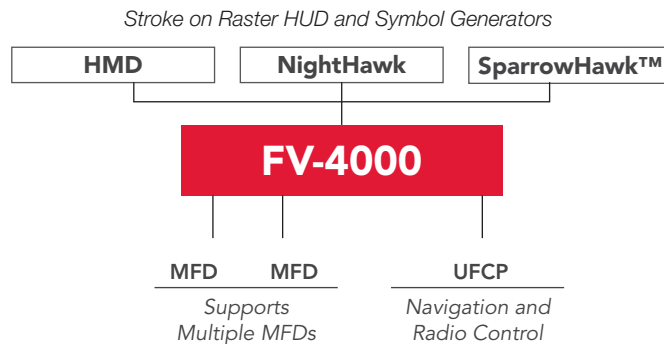 Stroke on Raster HUD and Symbol Generators
HMD NightHawk SparrowHawk™
FV-4000
MFD MFD UFCP
Supports Navigation and
Multiple MFDs Radio Control